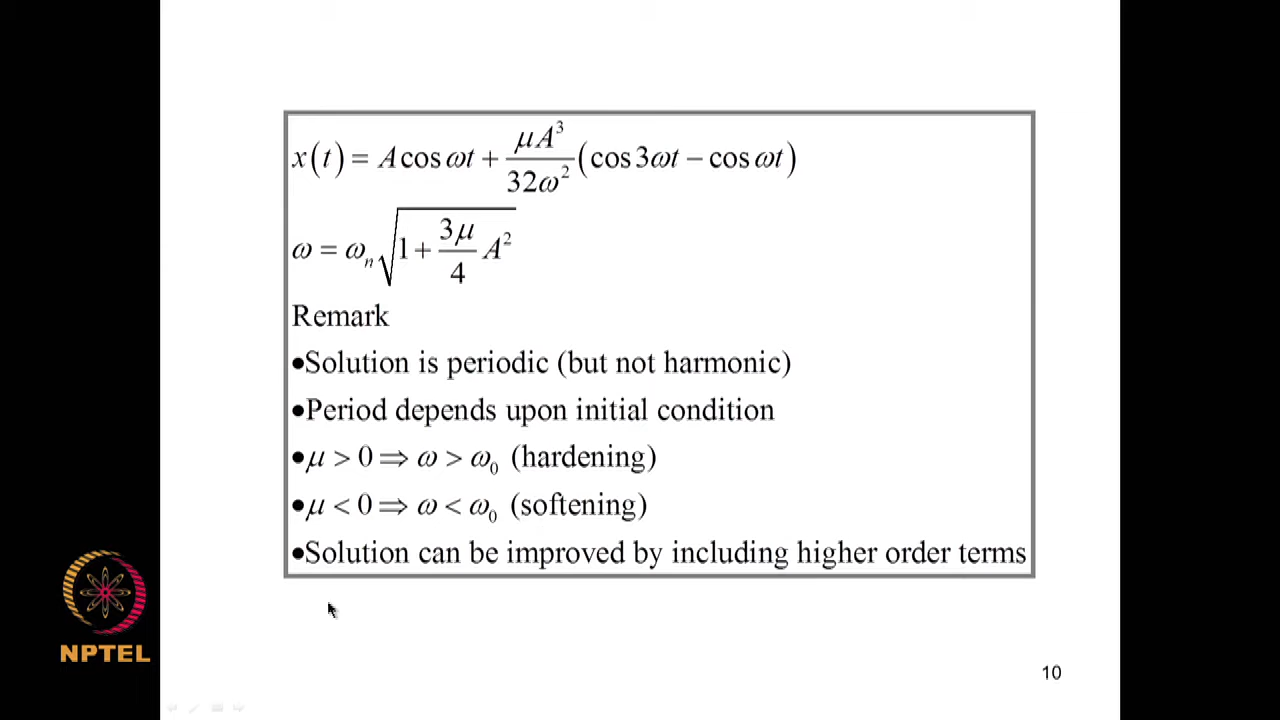 x(t) = A cos ωt + μA³/32ω² (cos 3ωt − cos ωt)
ω = ωₙ √(1 + 3μ/4 A²)
Remark
•Solution is periodic (but not harmonic)
•Period depends upon initial condition
•μ > 0 ⇒ ω > ω₀ (hardening)
•μ < 0 ⇒ ω < ω₀ (softening)
•Solution can be improved by including higher order terms
NPTEL
10